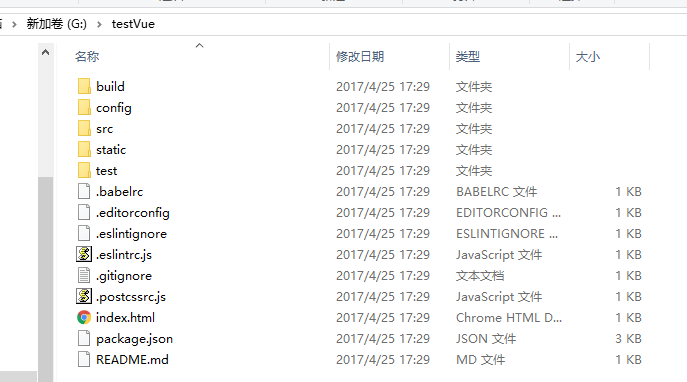 新加卷 (G:) testVue
名称 修改日期 类型 大小
build 2017/4/25 17:29 文件夹
config 2017/4/25 17:29 文件夹
src 2017/4/25 17:29 文件夹
static 2017/4/25 17:29 文件夹
test 2017/4/25 17:29 文件夹
.babelrc 2017/4/25 17:29 BABELRC 文件 1 KB
.editorconfig 2017/4/25 17:29 EDITORCONFIG ... 1 KB
.eslintignore 2017/4/25 17:29 ESLINTIGNORE ... 1 KB
.eslintrc.js 2017/4/25 17:29 JavaScript 文件 1 KB
.gitignore 2017/4/25 17:29 文本文档 1 KB
.postcssrc.js 2017/4/25 17:29 JavaScript 文件 1 KB
index.html 2017/4/25 17:29 Chrome HTML D... 1 KB
package.json 2017/4/25 17:29 JSON 文件 3 KB
README.md 2017/4/25 17:29 MD 文件 1 KB